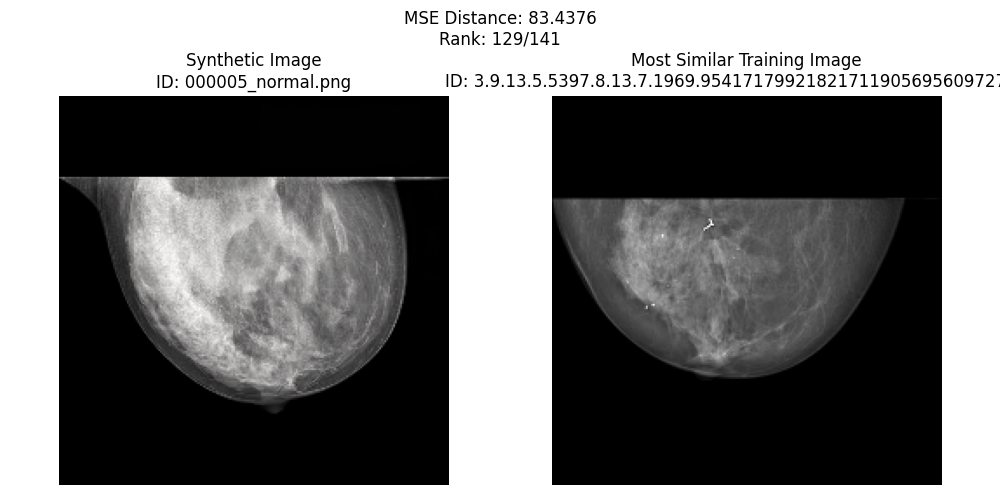 MSE Distance: 83.4376
Rank: 129/141
Synthetic Image
ID: 000005_normal.png
Most Similar Training Image
ID: 3.9.13.5.5397.8.13.7.1969.95417179921821711905695609727